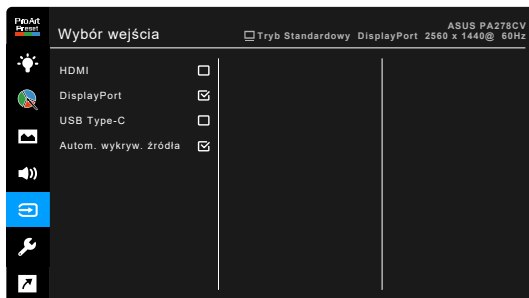 ProArt
Preset
Wybór wejścia
ASUS PA278CV
Tryb Standardowy DisplayPort 2560 x 1440@ 60Hz
HDMI
DisplayPort
USB Type-C
Autom. wykryw. źródła